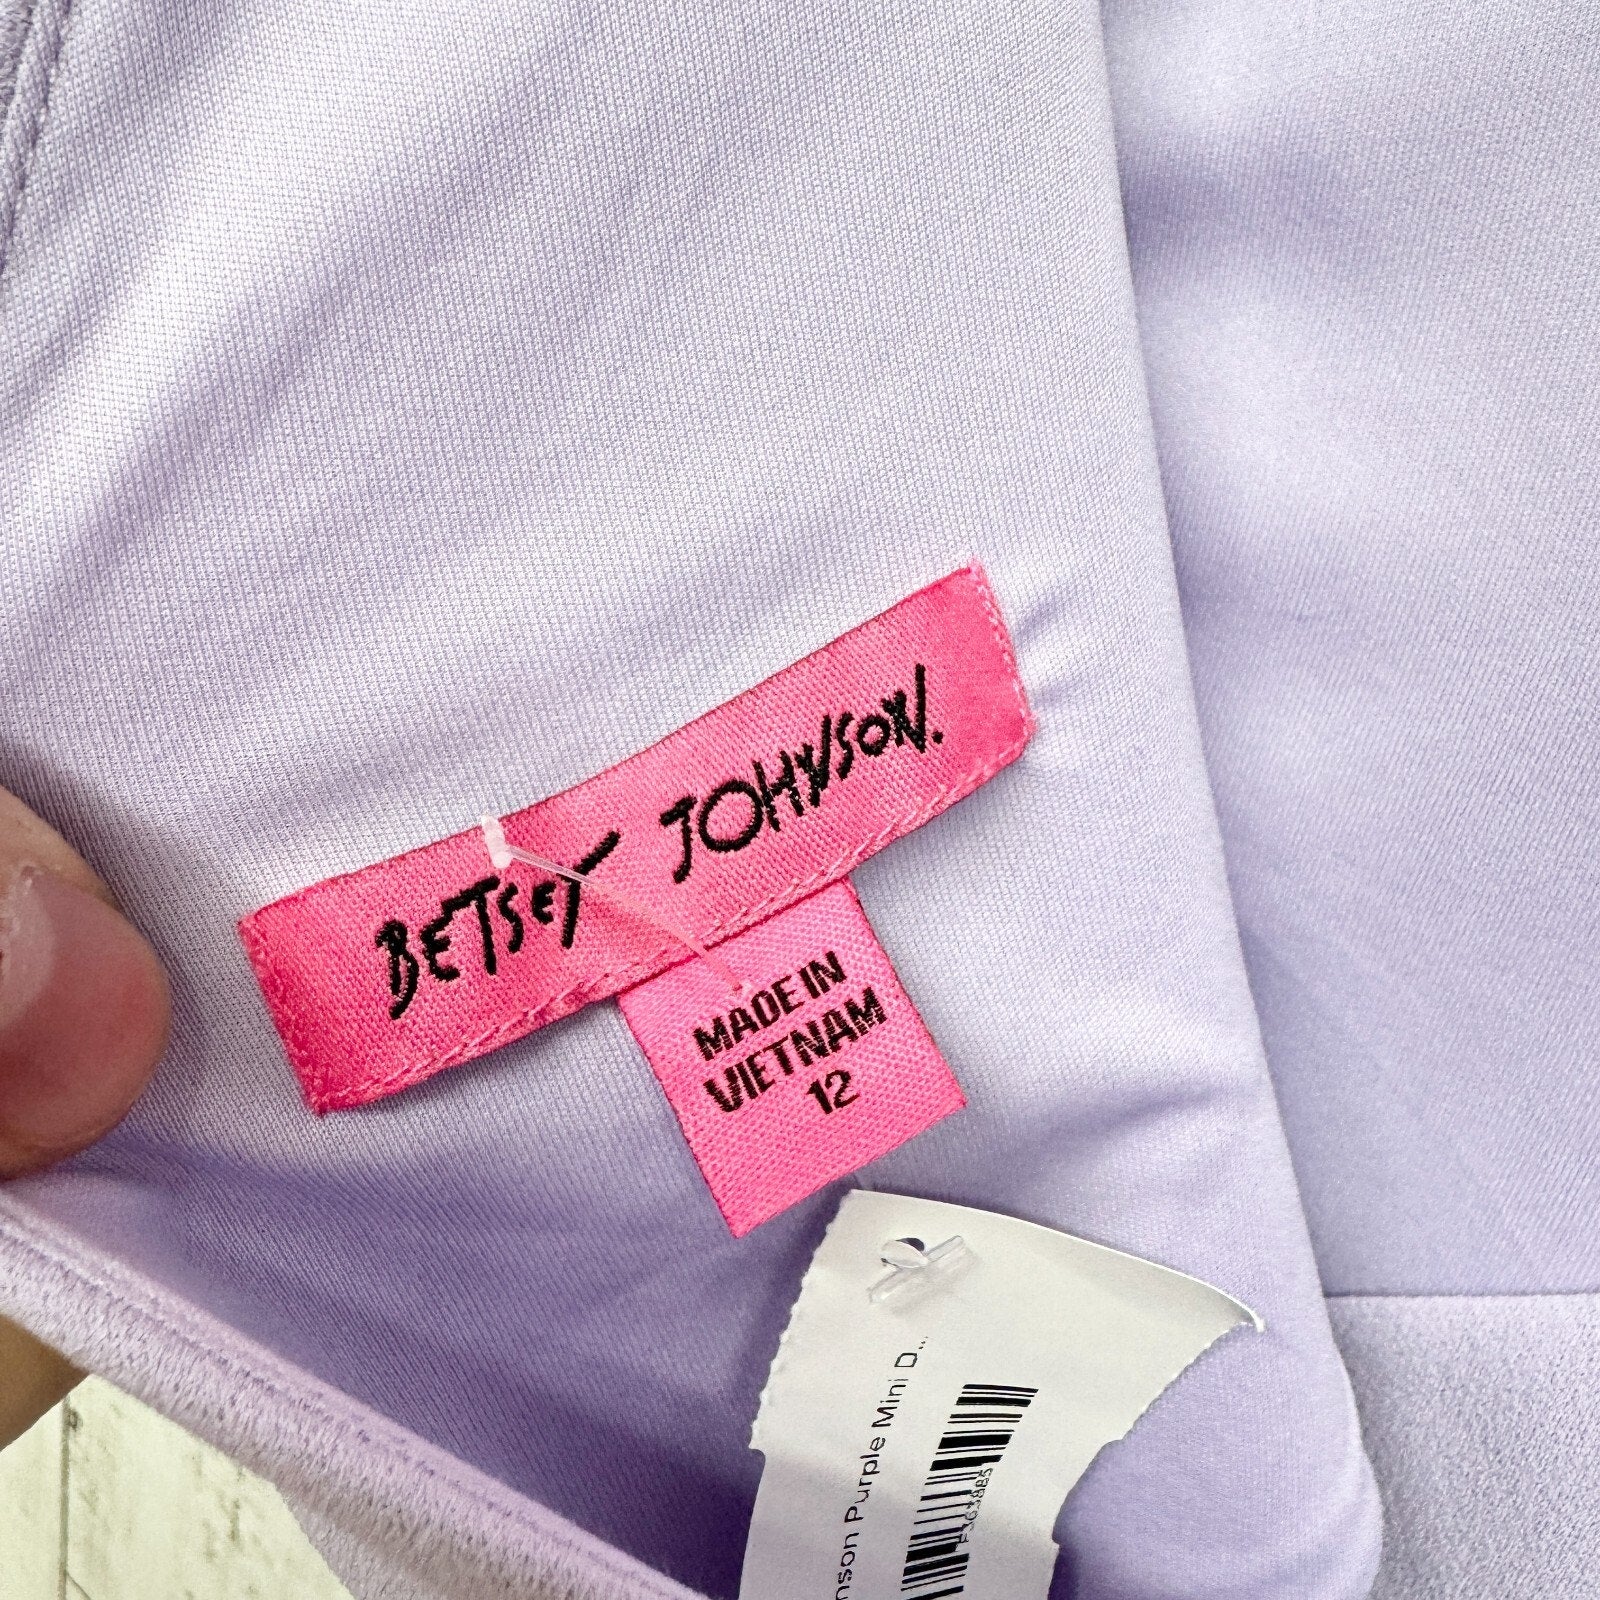 BETSEY JOHNSON.
MADE IN
VIETNAM
12
nson Purple Mini D...